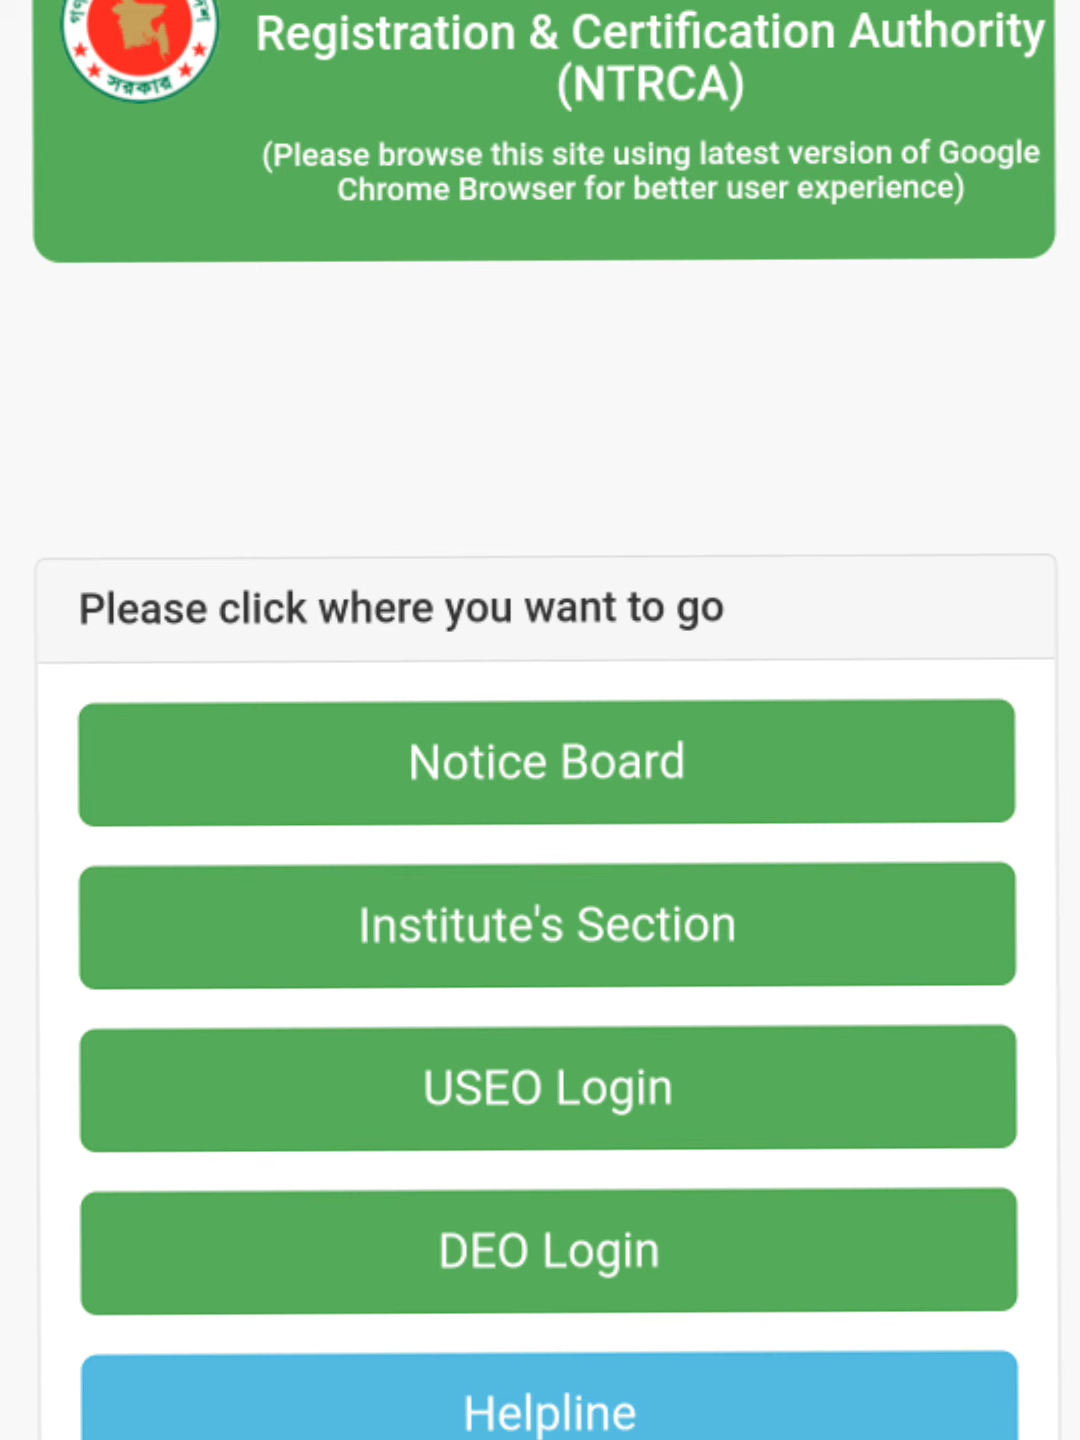 Registration & Certification Authority
(NTRCA)
(Please browse this site using latest version of Google
Chrome Browser for better user experience)
সরকার
Please click where you want to go
Notice Board
Institute's Section
USEO Login
DEO Login
Helpline